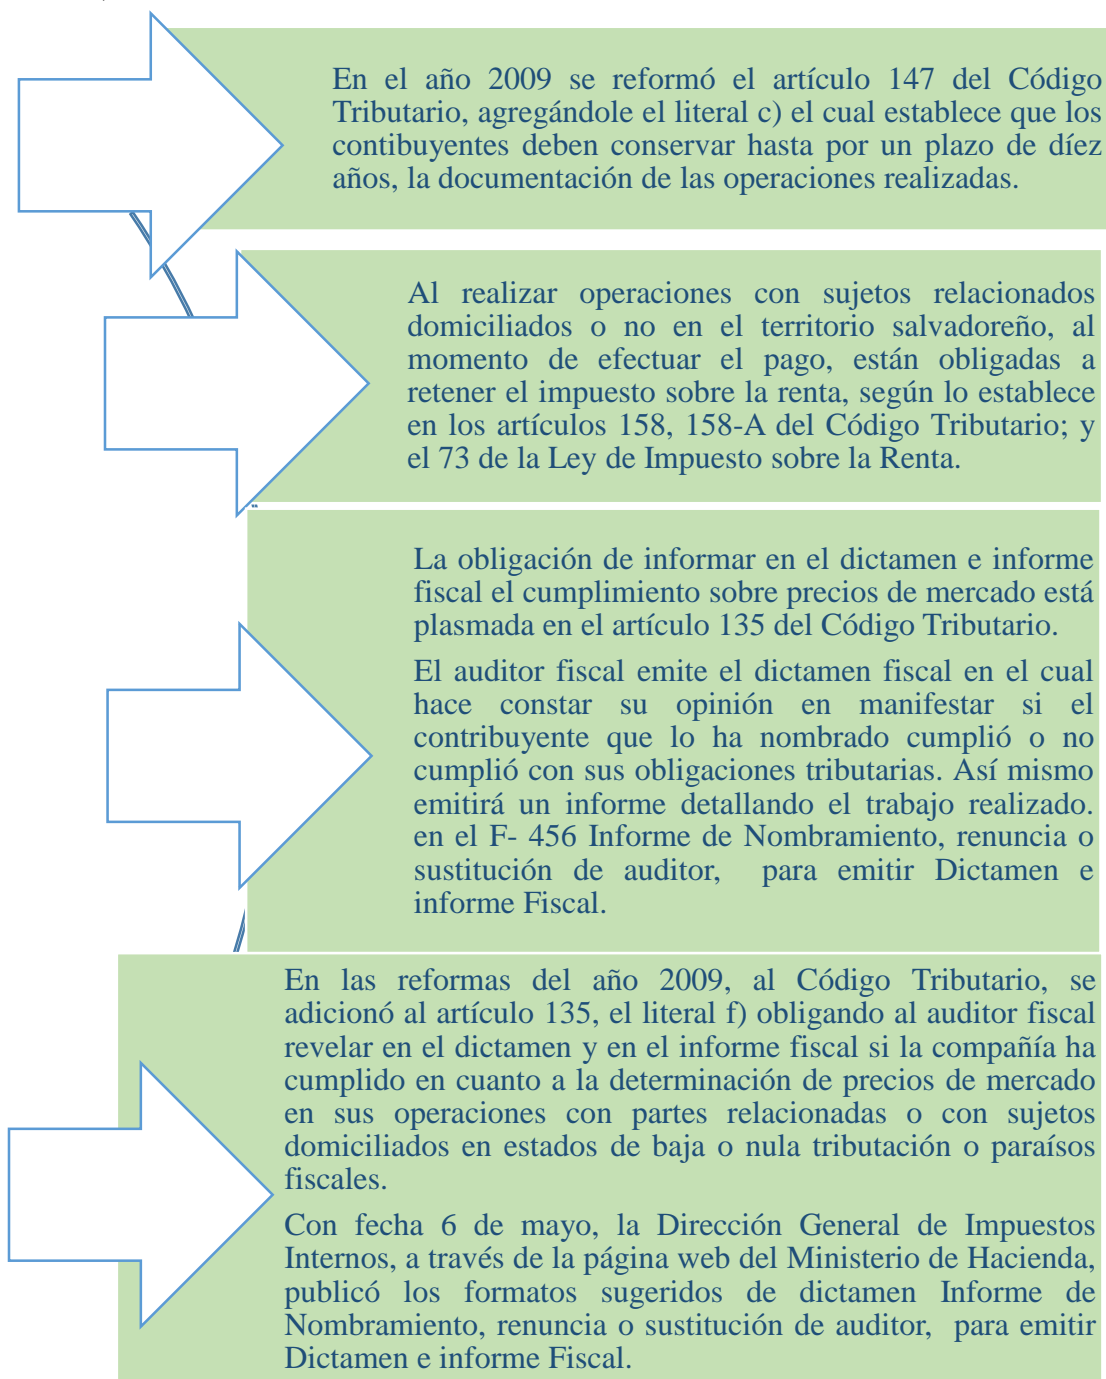 En el año 2009 se reformó el artículo 147 del Código
Tributario, agregándole el literal c) el cual establece que los
contibuyentes deben conservar hasta por un plazo de díez
años, la documentación de las operaciones realizadas.
Al realizar operaciones con sujetos relacionados
domiciliados o no en el territorio salvadoreño, al
momento de efectuar el pago, están obligadas a
retener el impuesto sobre la renta, según lo establece
en los artículos 158, 158-A del Código Tributario; y
el 73 de la Ley de Impuesto sobre la Renta.
La obligación de informar en el dictamen e informe
fiscal el cumplimiento sobre precios de mercado está
plasmada en el artículo 135 del Código Tributario.
El auditor fiscal emite el dictamen fiscal en el cual
hace constar su opinión en manifestar si el
contribuyente que lo ha nombrado cumplió o no
cumplió con sus obligaciones tributarias. Así mismo
emitirá un informe detallando el trabajo realizado.
en el F- 456 Informe de Nombramiento, renuncia o
sustitución de auditor, para emitir Dictamen e
informe Fiscal.
En las reformas del año 2009, al Código Tributario, se
adicionó al artículo 135, el literal f) obligando al auditor fiscal
revelar en el dictamen y en el informe fiscal si la compañía ha
cumplido en cuanto a la determinación de precios de mercado
en sus operaciones con partes relacionadas o con sujetos
domiciliados en estados de baja o nula tributación o paraísos
fiscales.
Con fecha 6 de mayo, la Dirección General de Impuestos
Internos, a través de la página web del Ministerio de Hacienda,
publicó los formatos sugeridos de dictamen Informe de
Nombramiento, renuncia o sustitución de auditor, para emitir
Dictamen e informe Fiscal.